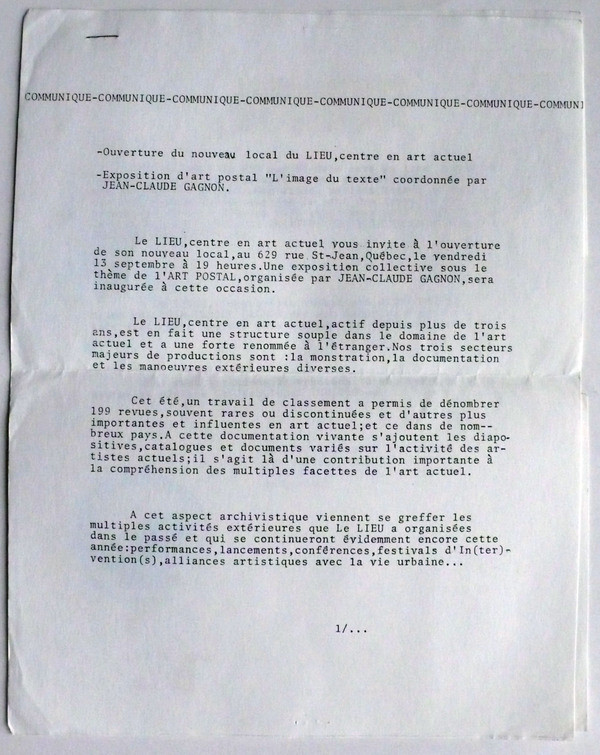 COMMUNIQUE-COMMUNIQUE-COMMUNIQUE-COMMUNIQUE-COMMUNIQUE-COMMUNIQUE-COMMUNIQUE-COMMUNI
-Ouverture du nouveau local du LIEU,centre en art actuel
-Exposition d'art postal "L'image du texte" coordonnée par
JEAN-CLAUDE GAGNON.
Le LIEU,centre en art actuel vous invite à l'ouverture
de son nouveau local,au 629 rue St-Jean,Québec,le vendredi
13 septembre à 19 heures.Une exposition collective sous le
thème de l'ART POSTAL,organisée par JEAN-CLAUDE GAGNON,sera
inaugurée à cette occasion.
Le LIEU,centre en art actuel,actif depuis plus de trois
ans,est en fait une structure souple dans le domaine de l'art
actuel et a une forte renommée à l'étranger.Nos trois secteurs
majeurs de productions sont :la monstration,la documentation
et les manoeuvres extérieures diverses.
Cet été,un travail de classement a permis de dénombrer
199 revues,souvent rares ou discontinuées et d'autres plus
importantes et influentes en art actuel;et ce dans de nom--
breux pays.A cette documentation vivante s'ajoutent les diapo-
sitives,catalogues et documents variés sur l'activité des ar-
tistes actuels;il s'agit là d'une contribution importante à
la compréhension des multiples facettes de l'art actuel.
A cet aspect archivistique viennent se greffer les
multiples activités extérieures que Le LIEU a organisées
dans le passé et qui se continueront évidemment encore cette
année:performances,lancements,conférences,festivals d'In(ter)-
vention(s),alliances artistiques avec la vie urbaine...
1/...